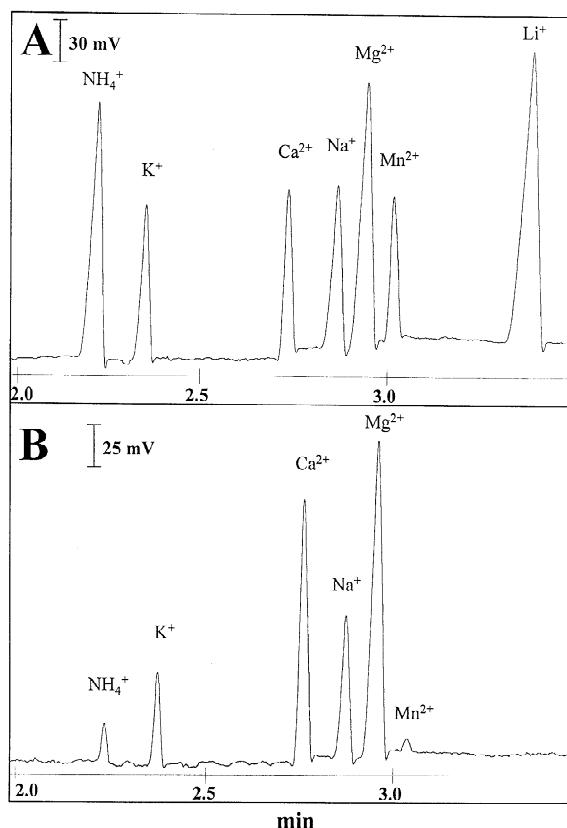 A
30 mV
NH₄⁺
K⁺
Ca²⁺
Na⁺
Mg²⁺
Mn²⁺
Li⁺
2.0 2.5 3.0
B
25 mV
NH₄⁺
K⁺
Ca²⁺
Na⁺
Mg²⁺
Mn²⁺
2.0 2.5 3.0
min